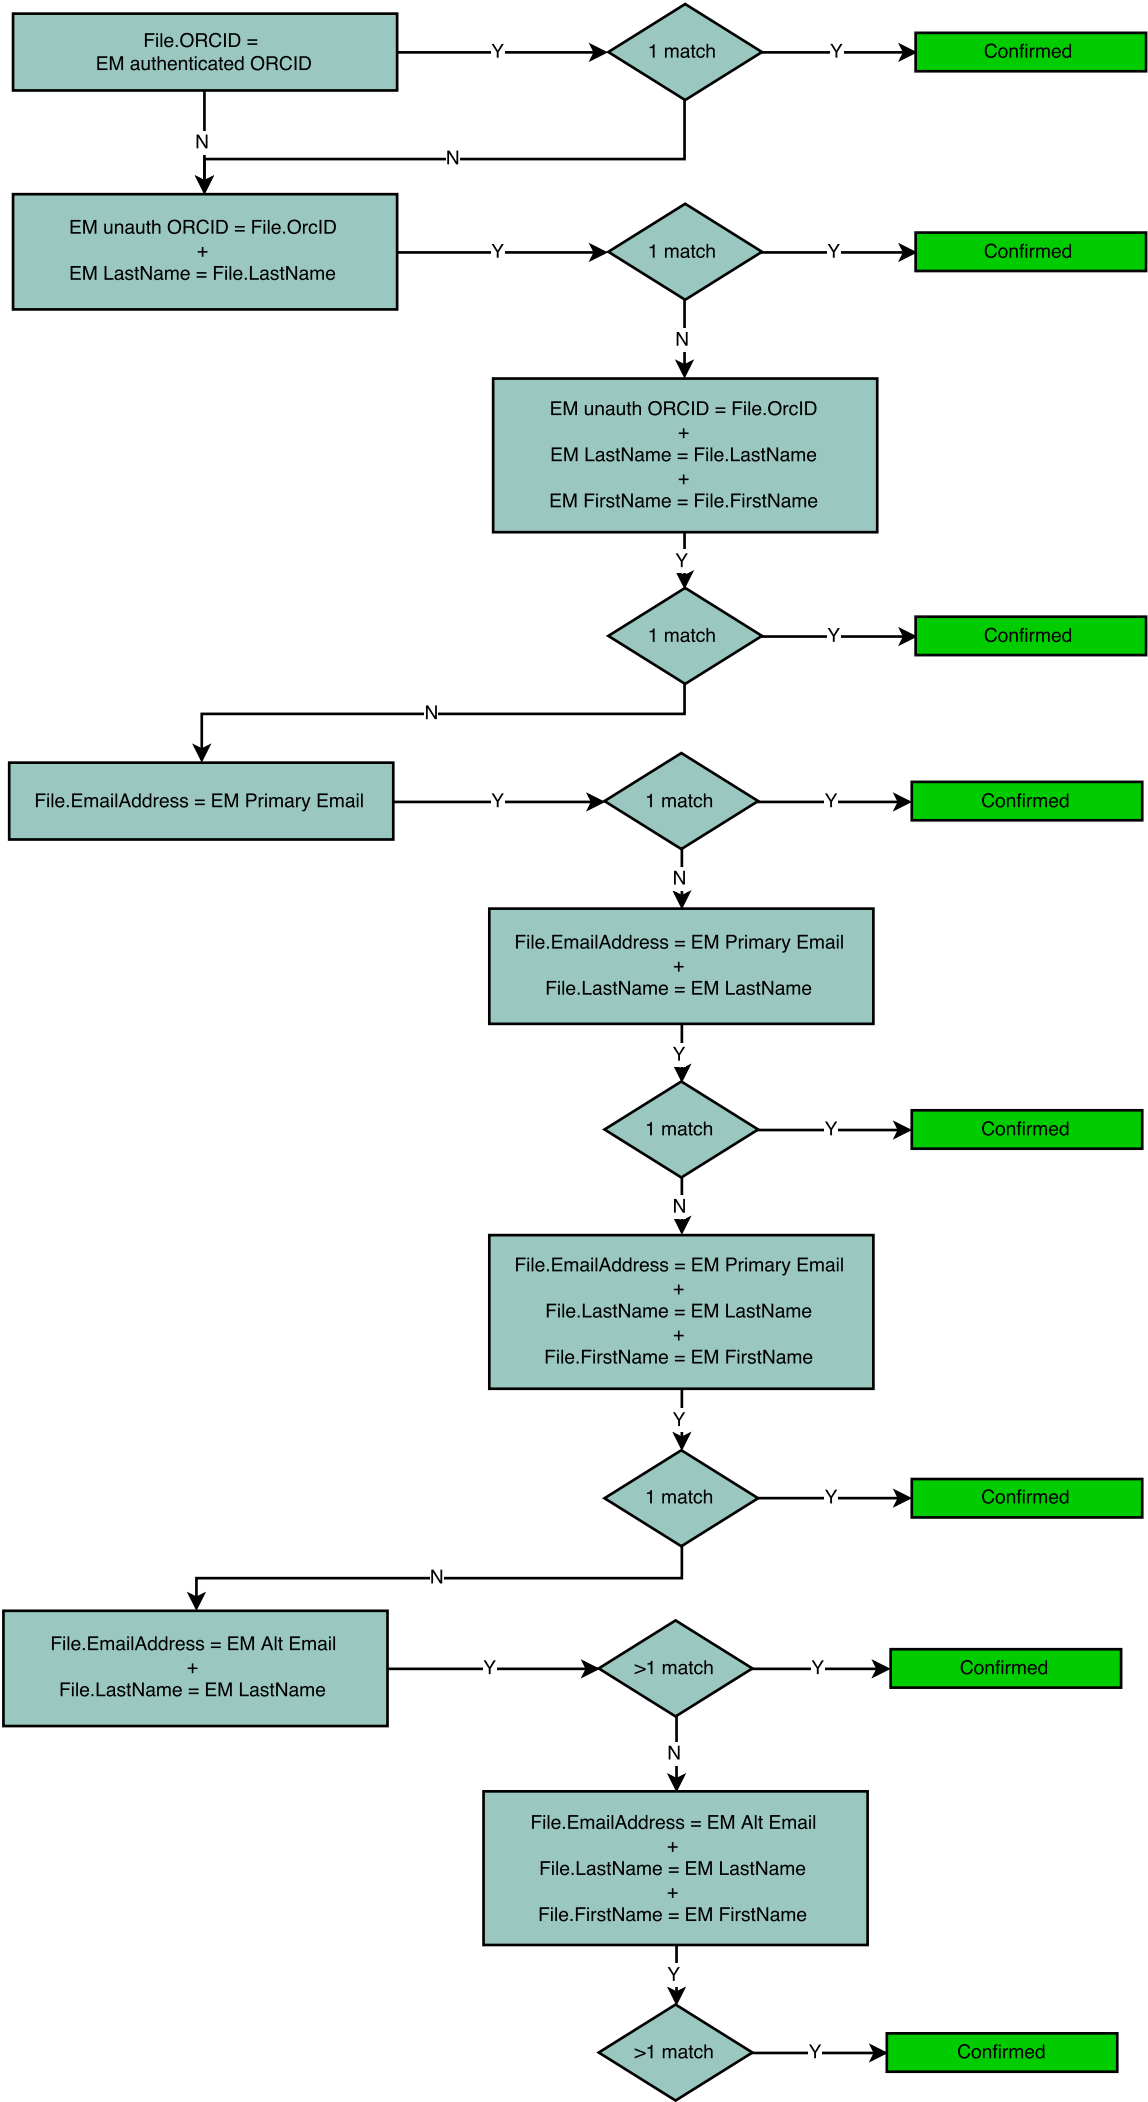 File.ORCID =
EM authenticated ORCID
Y
1 match
Y
Confirmed
N
N
EM unauth ORCID = File.OrcID
+
EM LastName = File.LastName
Y
1 match
Y
Confirmed
N
EM unauth ORCID = File.OrcID
+
EM LastName = File.LastName
+
EM FirstName = File.FirstName
Y
1 match
Y
Confirmed
N
File.EmailAddress = EM Primary Email
Y
1 match
Y
Confirmed
N
File.EmailAddress = EM Primary Email
+
File.LastName = EM LastName
Y
1 match
Y
Confirmed
N
File.EmailAddress = EM Primary Email
+
File.LastName = EM LastName
+
File.FirstName = EM FirstName
Y
1 match
Y
Confirmed
N
File.EmailAddress = EM Alt Email
+
File.LastName = EM LastName
Y
>1 match
Y
Confirmed
N
File.EmailAddress = EM Alt Email
+
File.LastName = EM LastName
+
File.FirstName = EM FirstName
Y
>1 match
Y
Confirmed